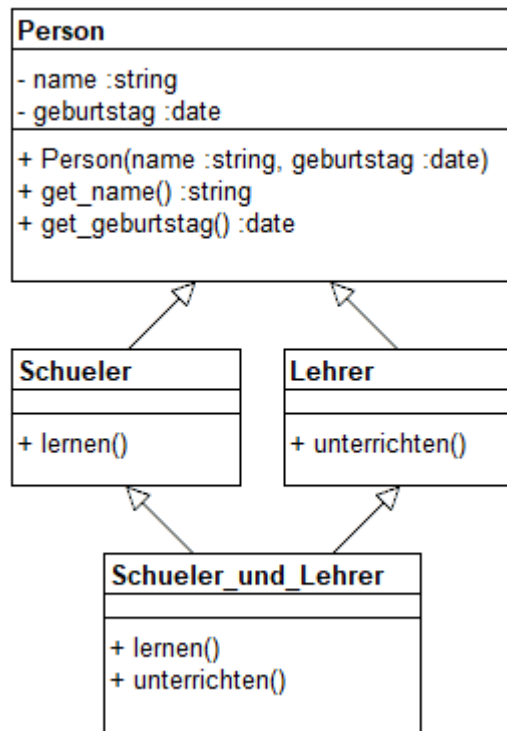 Person
- name :string
- geburtstag :date
+ Person(name :string, geburtstag :date)
+ get_name() :string
+ get_geburtstag() :date
Schueler
+ lernen()
Lehrer
+ unterrichten()
Schueler_und_Lehrer
+ lernen()
+ unterrichten()